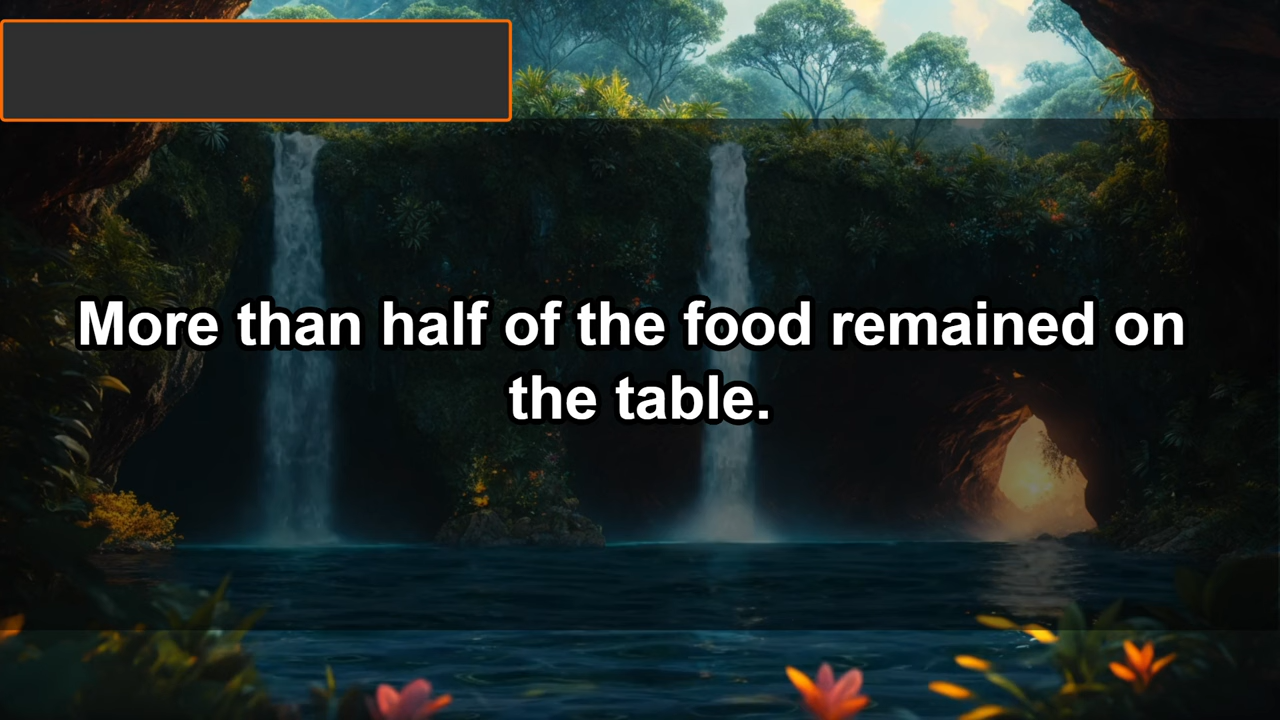 More than half of the food remained on
the table.